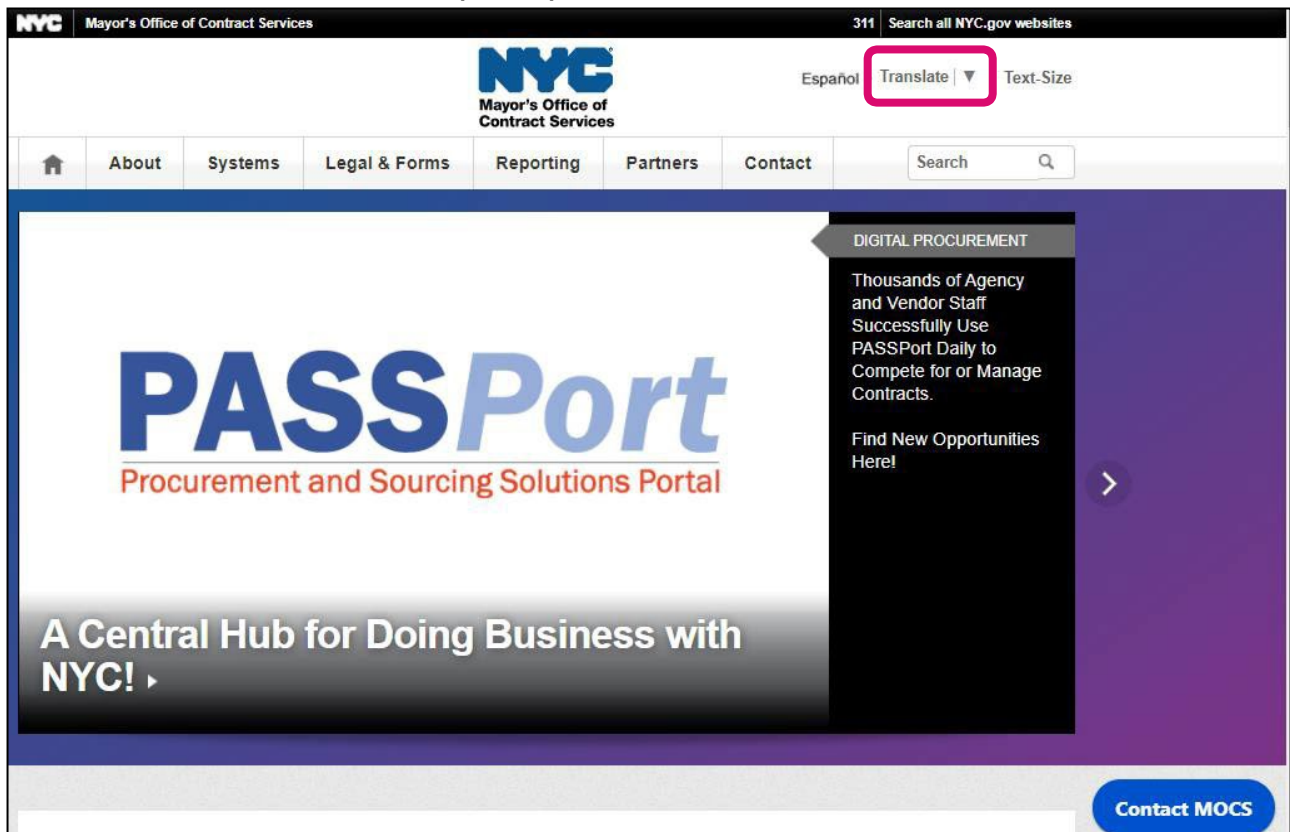 NYC Mayor's Office of Contract Services 311 Search all NYC.gov websites
NYC
Mayor's Office of
Contract Services
Español Translate | ▼ Text-Size
About Systems Legal & Forms Reporting Partners Contact Search
PASSPort
Procurement and Sourcing Solutions Portal
A Central Hub for Doing Business with
NYC!
DIGITAL PROCUREMENT
Thousands of Agency
and Vendor Staff
Successfully Use
PASSPort Daily to
Compete for or Manage
Contracts.
Find New Opportunities
Here!
Contact MOCS